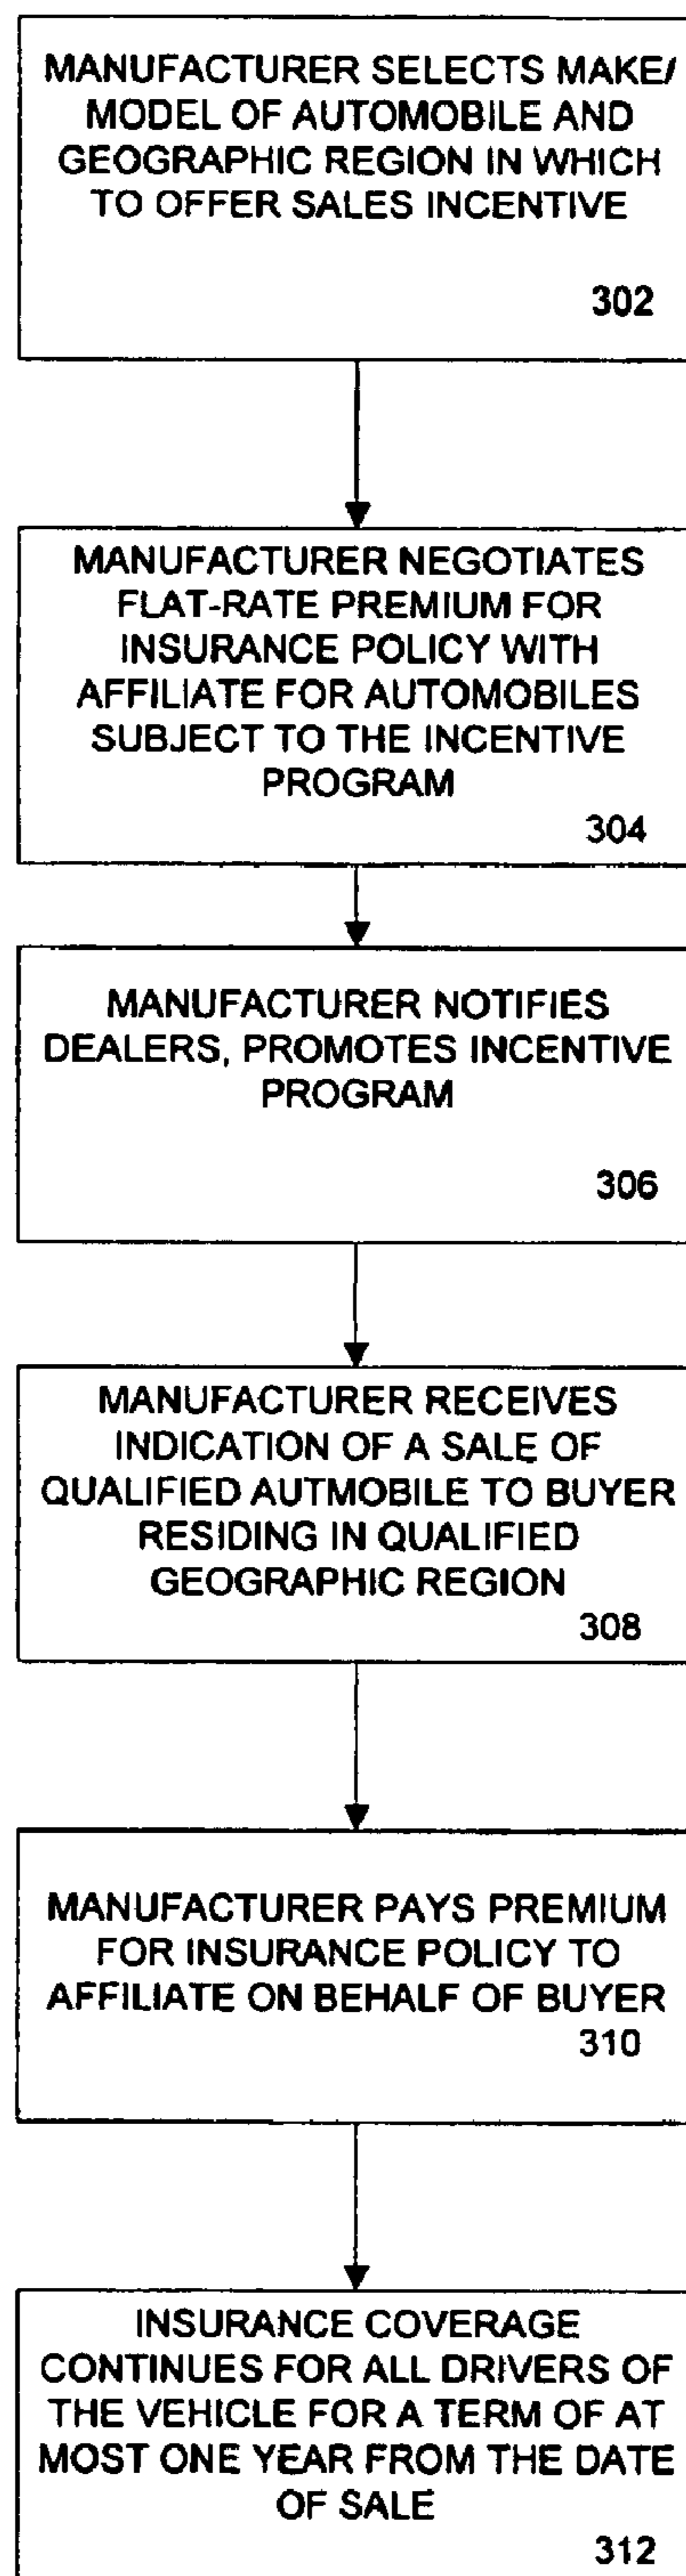 MANUFACTURER SELECTS MAKE/
MODEL OF AUTOMOBILE AND
GEOGRAPHIC REGION IN WHICH
TO OFFER SALES INCENTIVE
302
MANUFACTURER NEGOTIATES
FLAT-RATE PREMIUM FOR
INSURANCE POLICY WITH
AFFILIATE FOR AUTOMOBILES
SUBJECT TO THE INCENTIVE
PROGRAM
304
MANUFACTURER NOTIFIES
DEALERS, PROMOTES INCENTIVE
PROGRAM
306
MANUFACTURER RECEIVES
INDICATION OF A SALE OF
QUALIFIED AUTMOBILE TO BUYER
RESIDING IN QUALIFIED
GEOGRAPHIC REGION
308
MANUFACTURER PAYS PREMIUM
FOR INSURANCE POLICY TO
AFFILIATE ON BEHALF OF BUYER
310
INSURANCE COVERAGE
CONTINUES FOR ALL DRIVERS OF
THE VEHICLE FOR A TERM OF AT
MOST ONE YEAR FROM THE DATE
OF SALE
312